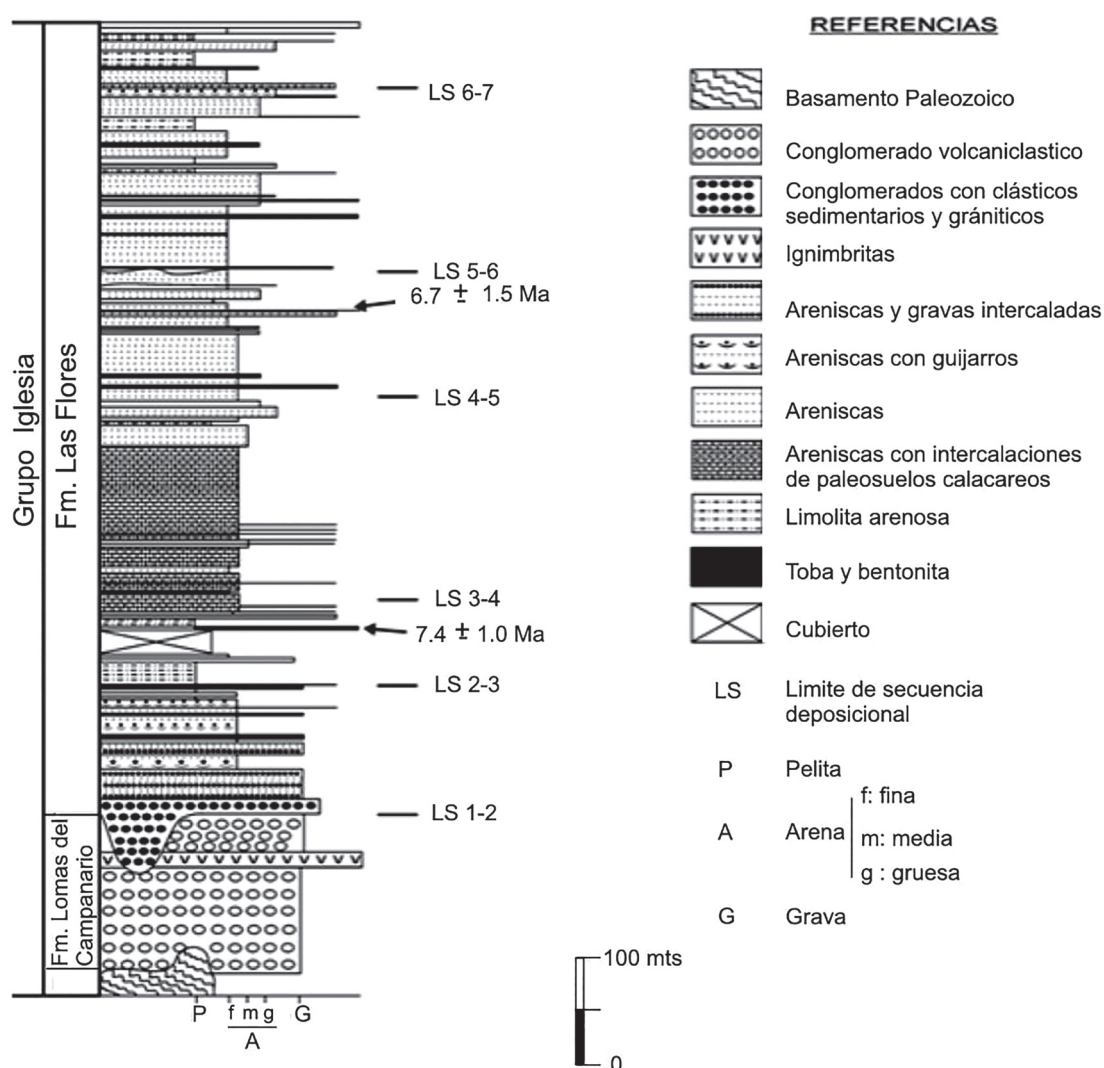 Grupo Iglesia
Fm. Las Flores
Fm. Lomas del
Campanario
LS 6-7
LS 5-6
6.7 ± 1.5 Ma
LS 4-5
LS 3-4
7.4 ± 1.0 Ma
LS 2-3
LS 1-2
P f m g G
A
REFERENCIAS
Basamento Paleozoico
Conglomerado volcaniclastico
Conglomerados con clásticos
sedimentarios y grániticos
Ignimbritas
Areniscas y gravas intercaladas
Areniscas con guijarros
Areniscas
Areniscas con intercalaciones
de paleosuelos calacareos
Limolita arenosa
Toba y bentonita
Cubierto
LS Limite de secuencia
deposicional
P Pelita
f: fina
A Arena m: media
g : gruesa
G Grava
100 mts
0